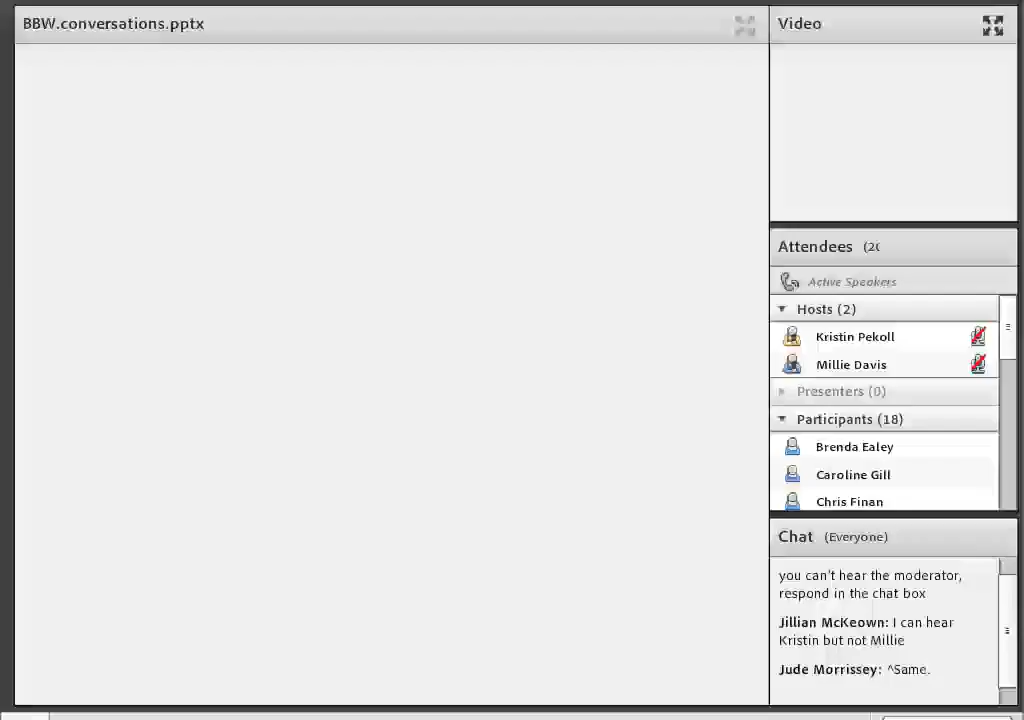 BBW.conversations.pptx
Video
Attendees (20
Active Speakers
Hosts (2)
Kristin Pekoll
Millie Davis
Presenters (0)
Participants (18)
Brenda Ealey
Caroline Gill
Chris Finan
Chat (Everyone)
you can't hear the moderator,
respond in the chat box
Jillian McKeown: I can hear
Kristin but not Millie
Jude Morrissey: ^Same.